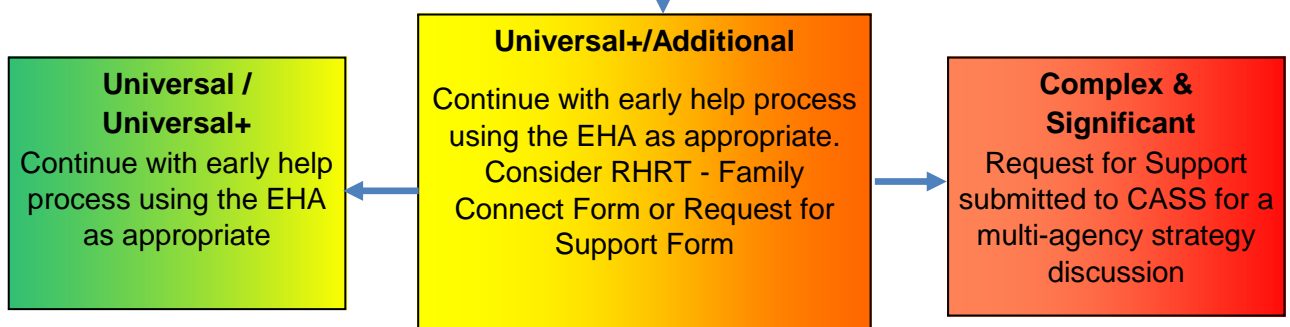 Universal /
Universal+
Continue with early help
process using the EHA
as appropriate
Universal+/Additional
Continue with early help process
using the EHA as appropriate.
Consider RHRT - Family
Connect Form or Request for
Support Form
Complex &
Significant
Request for Support
submitted to CASS for a
multi-agency strategy
discussion